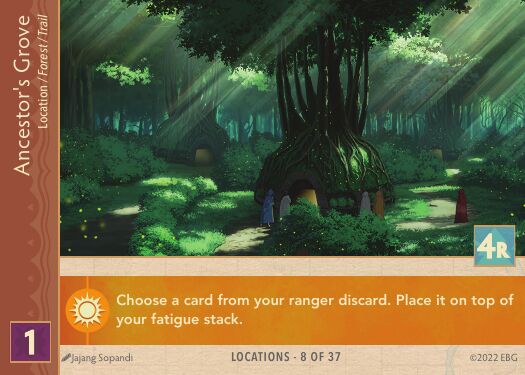 Ancestor's Grove
Location / Forest / Trail
4R
Choose a card from your ranger discard. Place it on top of
your fatigue stack.
1
Jajang Sopandi
LOCATIONS - 8 OF 37
©2022 EBG